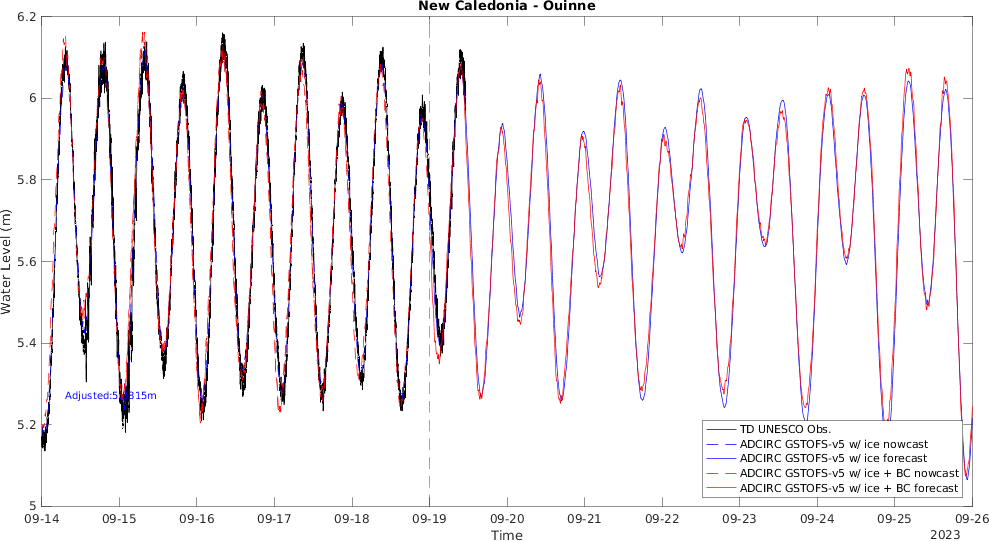 New Caledonia - Ouinne
6.2
6
5.8
5.6
5.4
5.2
5
Water Level (m)
Adjusted:5.
315m
TD UNESCO Obs.
ADCIRC GSTOFS-v5 w/ ice nowcast
ADCIRC GSTOFS-v5 w/ ice forecast
ADCIRC GSTOFS-v5 w/ ice + BC nowcast
ADCIRC GSTOFS-v5 w/ ice + BC forecast
09-14 09-15 09-16 09-17 09-18 09-19 09-20 09-21 09-22 09-23 09-24 09-25 09-26
Time
2023